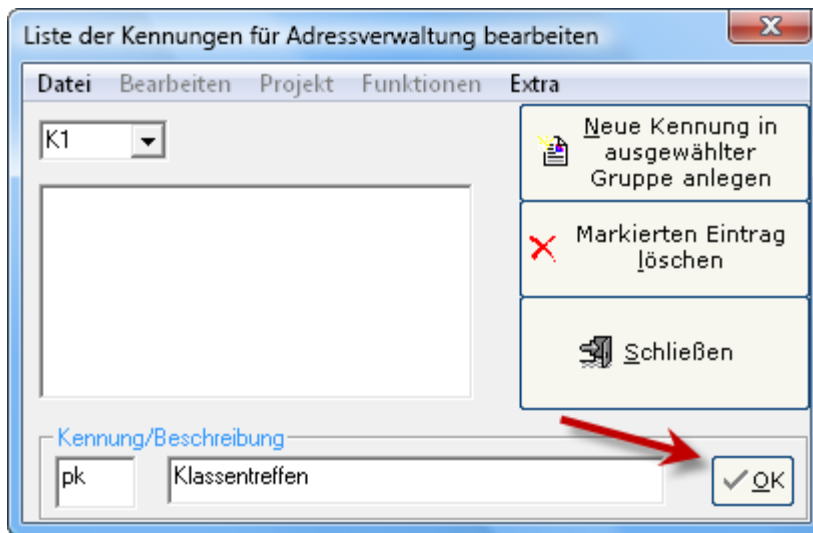 Liste der Kennungen für Adressverwaltung bearbeiten
Datei Bearbeiten Projekt Funktionen Extra
K1
Neue Kennung in
ausgewählter
Gruppe anlegen
Markierten Eintrag
löschen
Schließen
Kennung/Beschreibung
pk Klassentreffen
OK